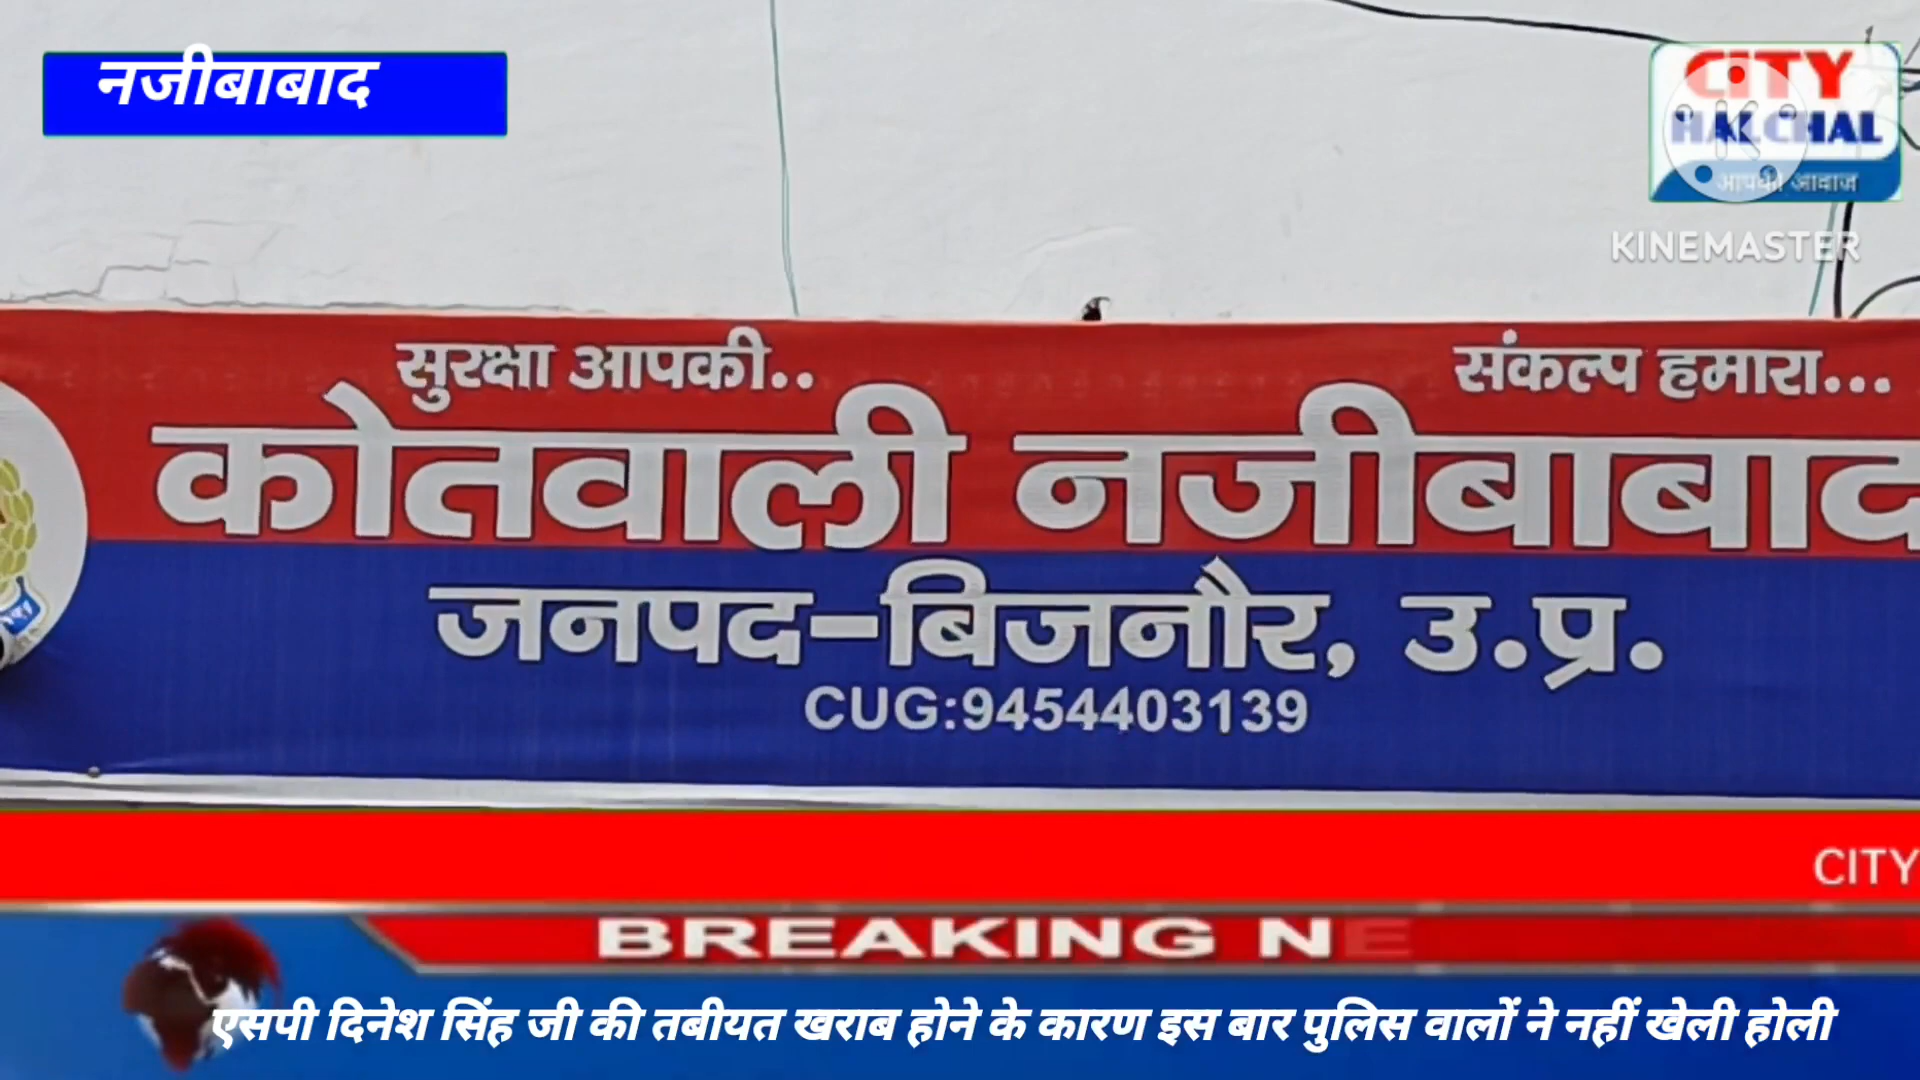 नजीबाबाद
CITY
HALCHAL
आपकी आवाज
KINEMASTER
सुरक्षा आपकी.. संकल्प हमारा...
कोतवाली नजीबाबाद
जनपद-बिजनौर, उ.प्र.
CUG:9454403139
CITY
BREAKING NE
एसपी दिनेश सिंह जी की तबीयत खराब होने के कारण इस बार पुलिस वालों ने नहीं खेली होली